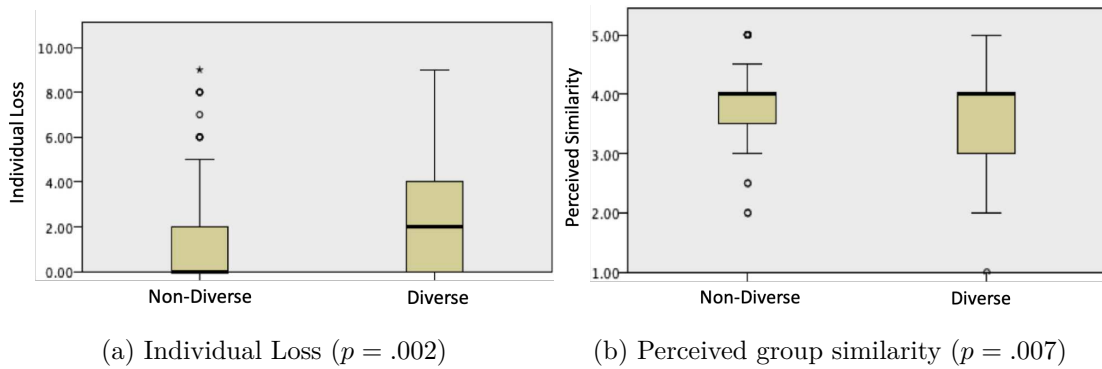 Individual Loss
10.00
8.00
6.00
4.00
2.00
0.00
Non-Diverse
Diverse
(a) Individual Loss (p = .002)
Perceived Similarity
5.00
4.00
3.00
2.00
1.00
Non-Diverse
Diverse
(b) Perceived group similarity (p = .007)